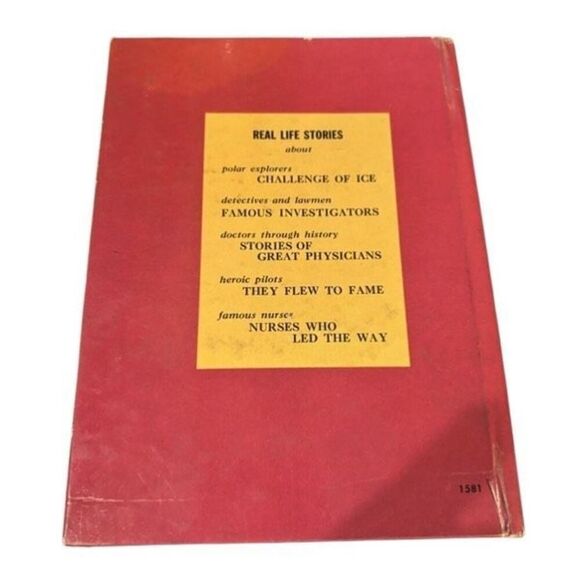 REAL LIFE STORIES
about
polar explorers
CHALLENGE OF ICE
detectives and lawmen
FAMOUS INVESTIGATORS
doctors through history
STORIES OF
GREAT PHYSICIANS
heroic pilots
THEY FLEW TO FAME
famous nurses
NURSES WHO
LED THE WAY
1581